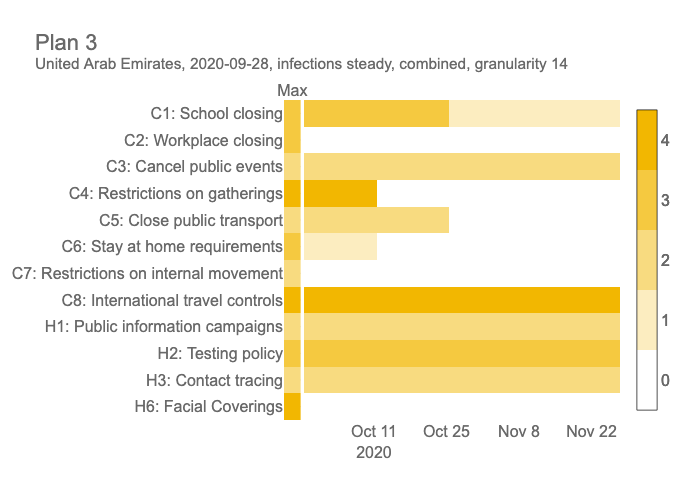 Plan 3
United Arab Emirates, 2020-09-28, infections steady, combined, granularity 14
Max
C1: School closing
C2: Workplace closing
C3: Cancel public events
C4: Restrictions on gatherings
C5: Close public transport
C6: Stay at home requirements
C7: Restrictions on internal movement
C8: International travel controls
H1: Public information campaigns
H2: Testing policy
H3: Contact tracing
H6: Facial Coverings
Oct 11 Oct 25 Nov 8 Nov 22
2020
4
3
2
1
0